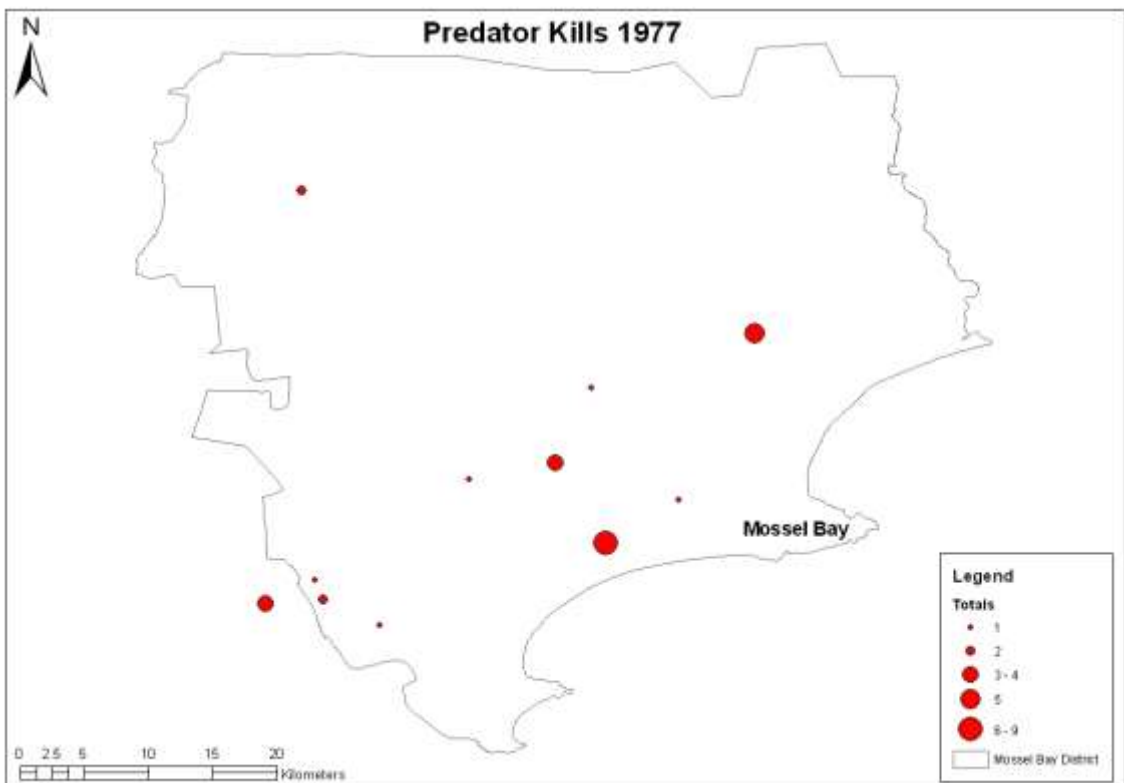 Predator Kills 1977
N
Mossel Bay
Legend
Totals
1
2
3 - 4
5
6 - 9
Mossel Bay District
0 2.5 5 10 15 20
Kilometers